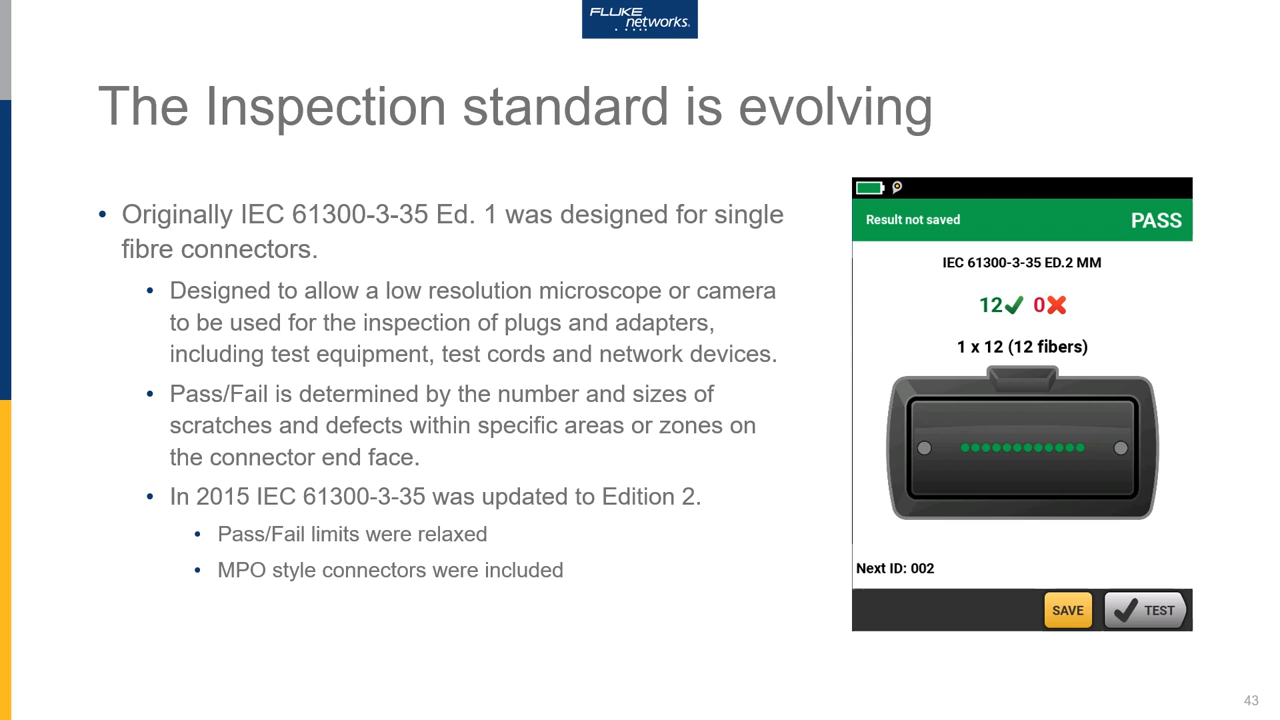 FLUKE
networks®
The Inspection standard is evolving
• Originally IEC 61300-3-35 Ed. 1 was designed for single
fibre connectors.
• Designed to allow a low resolution microscope or camera
to be used for the inspection of plugs and adapters,
including test equipment, test cords and network devices.
• Pass/Fail is determined by the number and sizes of
scratches and defects within specific areas or zones on
the connector end face.
• In 2015 IEC 61300-3-35 was updated to Edition 2.
• Pass/Fail limits were relaxed
• MPO style connectors were included
Result not saved PASS
IEC 61300-3-35 ED.2 MM
12 0
1 x 12 (12 fibers)
Next ID: 002
SAVE TEST
43